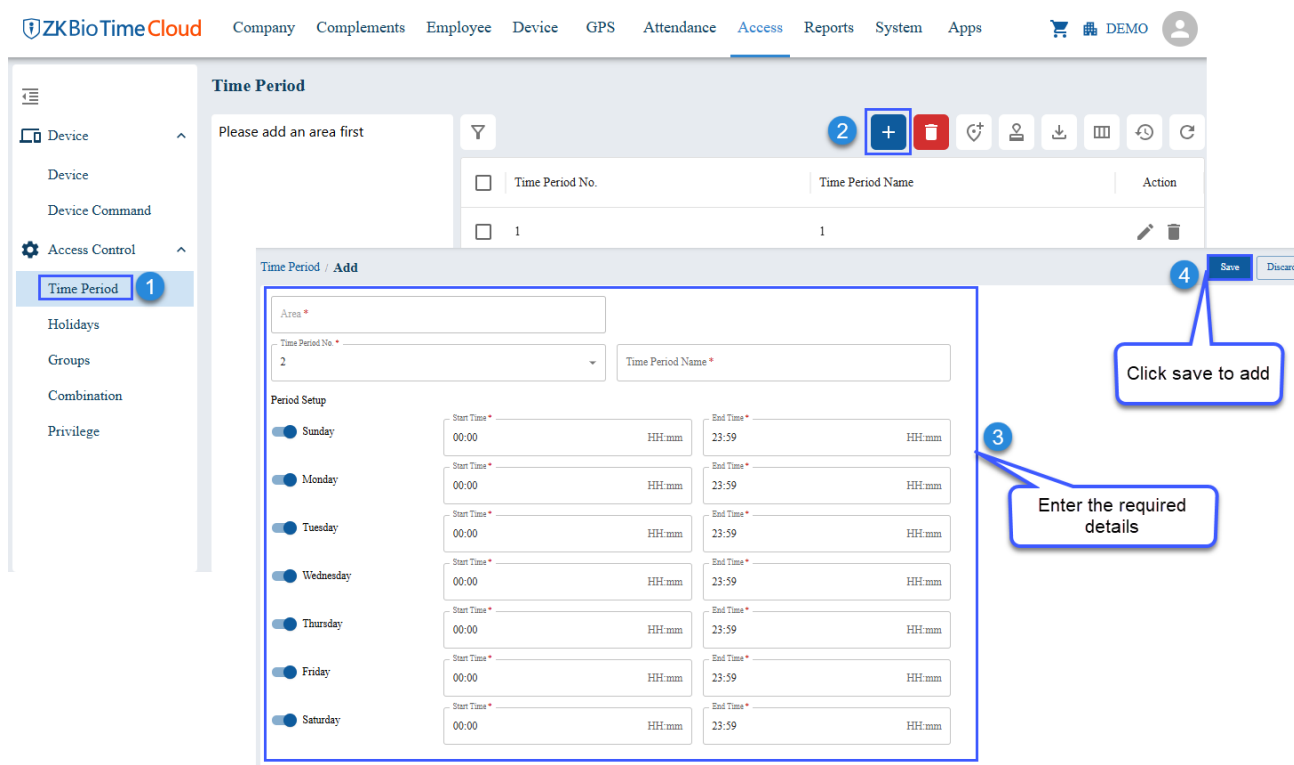 ZKBioTime Cloud Company Complements Employee Device GPS Attendance Access Reports System Apps DEMO
Time Period
Device
Please add an area first
2
Device
Time Period No. Time Period Name Action
Device Command
1 1
Access Control
Time Period / Add
4 Save Discard
Time Period 1
Area *
Holidays
Time Period No. *
2 Time Period Name *
Groups
Click save to add
Combination
Period Setup
Privilege
Start Time * End Time *
Sunday 00:00 HH:mm 23:59 HH:mm
3
Start Time * End Time *
Monday 00:00 HH:mm 23:59 HH:mm
Enter the required
details
Start Time * End Time *
Tuesday 00:00 HH:mm 23:59 HH:mm
Start Time * End Time *
Wednesday 00:00 HH:mm 23:59 HH:mm
Start Time * End Time *
Thursday 00:00 HH:mm 23:59 HH:mm
Start Time * End Time *
Friday 00:00 HH:mm 23:59 HH:mm
Start Time * End Time *
Saturday 00:00 HH:mm 23:59 HH:mm